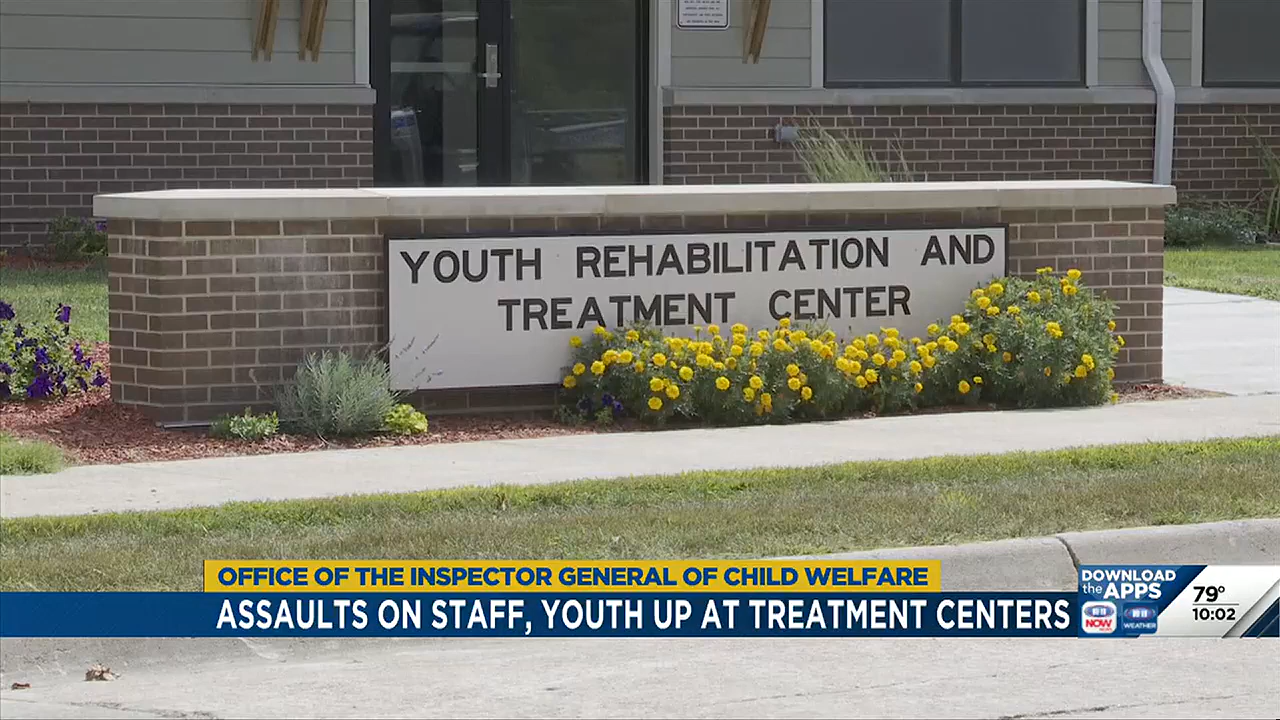 YOUTH REHABILITATION AND
TREATMENT CENTER
OFFICE OF THE INSPECTOR GENERAL OF CHILD WELFARE
ASSAULTS ON STAFF, YOUTH UP AT TREATMENT CENTERS
DOWNLOAD
the APPS
NOW
WEATHER
79°
10:02